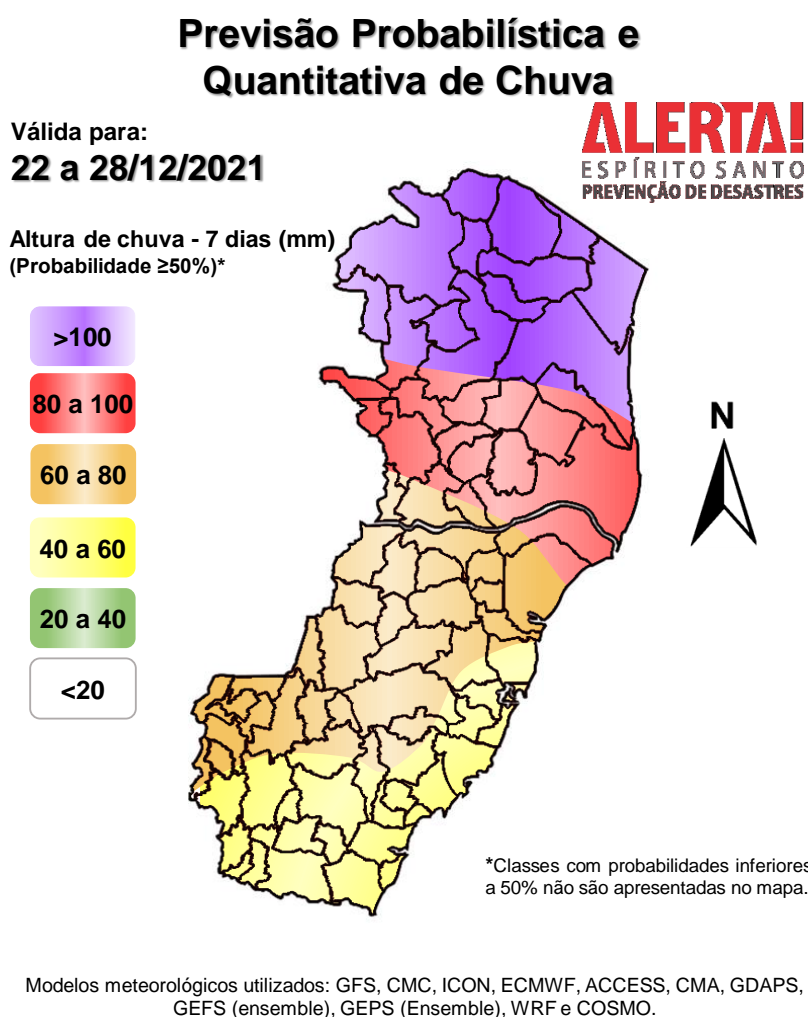 Previsão Probabilística e
Quantitativa de Chuva
Válida para:
22 a 28/12/2021
ALERTA!
ESPÍRITO SANTO
PREVENÇÃO DE DESASTRES
Altura de chuva - 7 dias (mm)
(Probabilidade ≥50%)*
>100
80 a 100
60 a 80
40 a 60
20 a 40
<20
N
*Classes com probabilidades inferiores
a 50% não são apresentadas no mapa.
Modelos meteorológicos utilizados: GFS, CMC, ICON, ECMWF, ACCESS, CMA, GDAPS,
GEFS (ensemble), GEPS (Ensemble), WRF e COSMO.